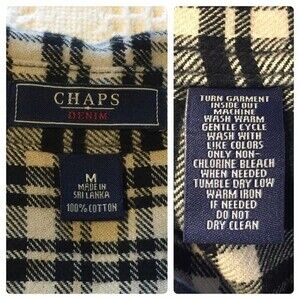 CHAPS
DENIM
M
MADE IN
SRI LANKA
100% COTTON
TURN GARMENT
INSIDE OUT
MACHINE
WASH WARM
GENTLE CYCLE
WASH WITH
LIKE COLORS
ONLY NON-
CHLORINE BLEACH
WHEN NEEDED
TUMBLE DRY LOW
WARM IRON
IF NEEDED
DO NOT
DRY CLEAN